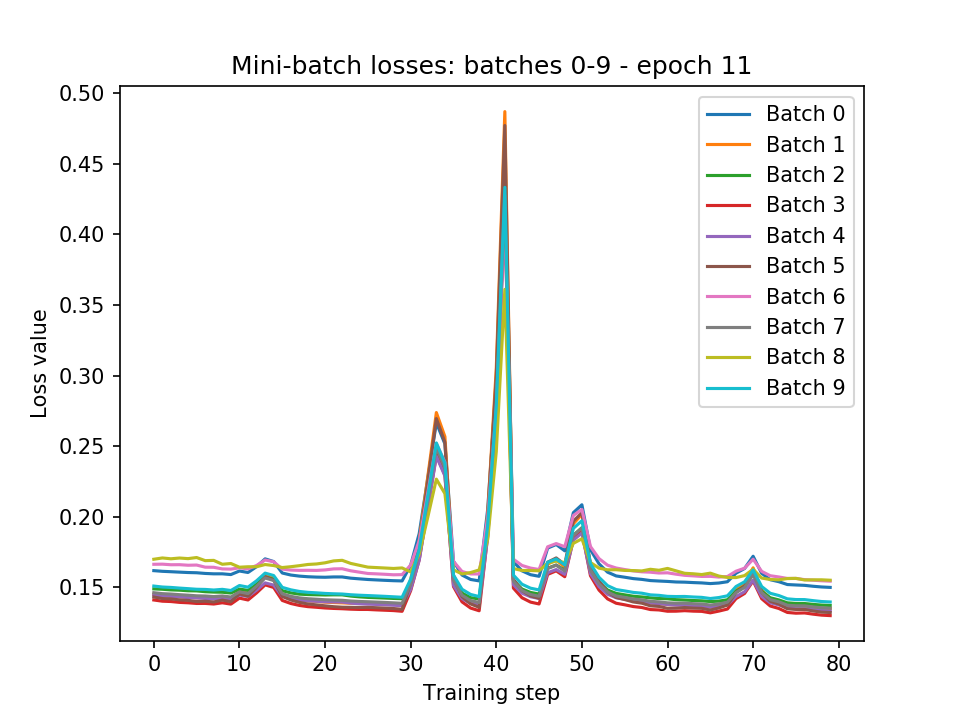 Mini-batch losses: batches 0-9 - epoch 11
Loss value
0.50
0.45
0.40
0.35
0.30
0.25
0.20
0.15
Batch 0
Batch 1
Batch 2
Batch 3
Batch 4
Batch 5
Batch 6
Batch 7
Batch 8
Batch 9
0 10 20 30 40 50 60 70 80
Training step